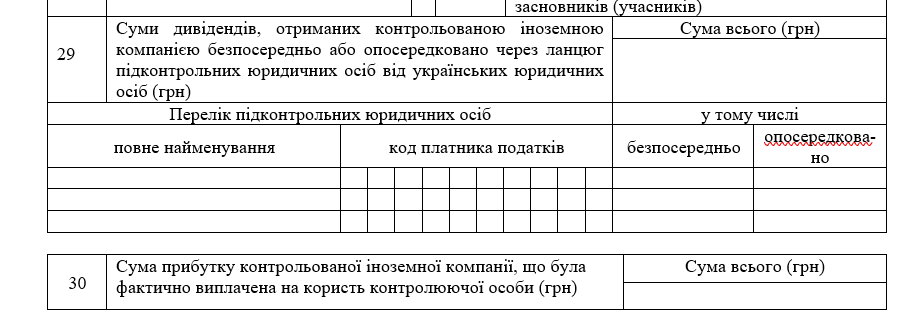 засновників (учасників)
29
Суми дивідендів, отриманих контрольованою іноземною
компанією безпосередньо або опосередковано через ланцюг
підконтрольних юридичних осіб від українських юридичних
осіб (грн)
Сума всього (грн)
Перелік підконтрольних юридичних осіб
у тому числі
повне найменування
код платника податків
безпосередньо
опосередкова-
но
30
Сума прибутку контрольованої іноземної компанії, що була
фактично виплачена на користь контролюючої особи (грн)
Сума всього (грн)